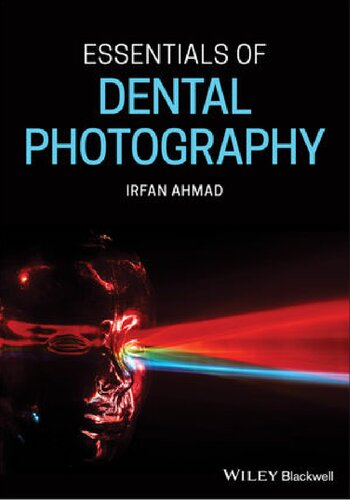 ESSENTIALS OF
DENTAL
PHOTOGRAPHY
IRFAN AHMAD
WILEY Blackwell